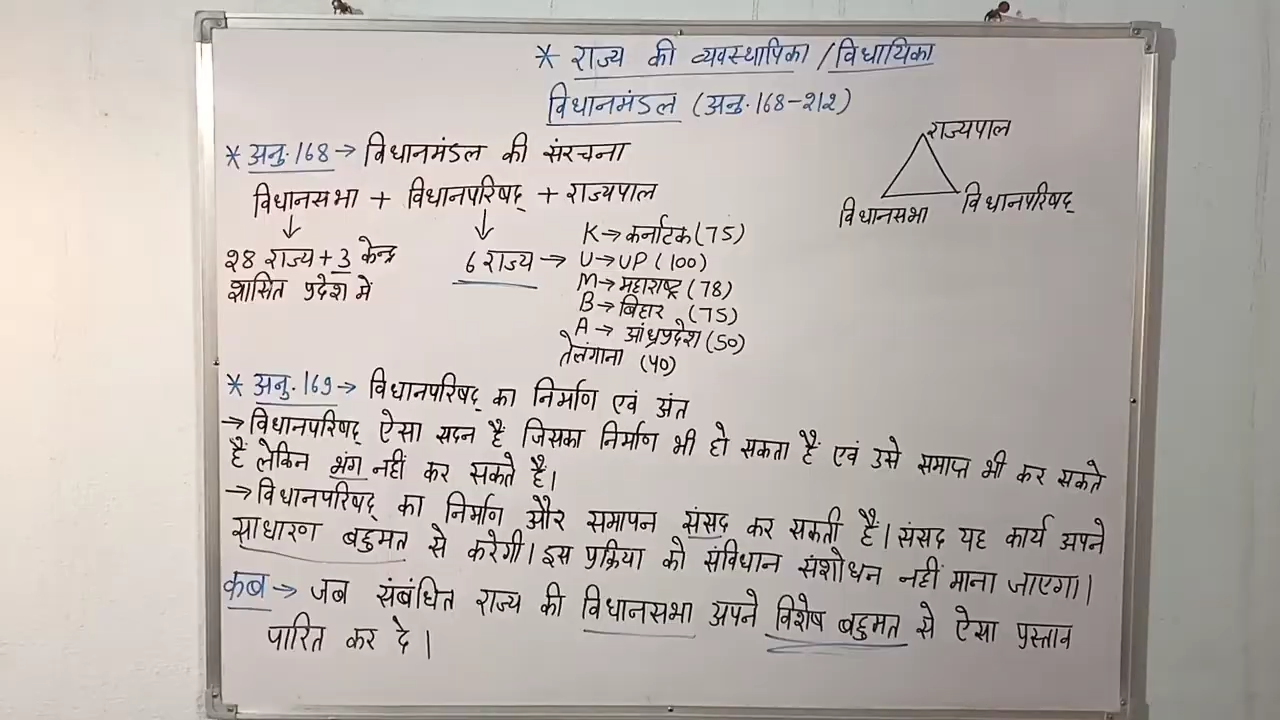 * राज्य की व्यवस्थापिका / विधायिका
विधानमंडल (अनु. 168-212)
* अनु. 168 → विधानमंडल की संरचना
विधानसभा + विधानपरिषद् + राज्यपाल
राज्यपाल
विधानसभा विधानपरिषद्
28 राज्य + 3 केन्द्र
शासित प्रदेश में
6 राज्य →
K → कर्नाटक (75)
U → UP (100)
M → महाराष्ट्र (78)
B → बिहार (75)
A → आंध्रप्रदेश (50)
तेलंगाना (40)
* अनु. 169 → विधानपरिषद् का निर्माण एवं अंत
→ विधानपरिषद् ऐसा सदन है जिसका निर्माण भी हो सकता हैं एवं उसे समाप्त भी कर सकते
हैं लेकिन भंग नहीं कर सकते है।
→ विधानपरिषद् का निर्माण और समापन संसद कर सकती हैं। संसद यह कार्य अपने
साधारण बहुमत से करेगी। इस प्रक्रिया को संविधान संशोधन नहीं माना जाएगा।
कब → जब संबंधित राज्य की विधानसभा अपने विशेष बहुमत से ऐसा प्रस्ताव
पारित कर दे।